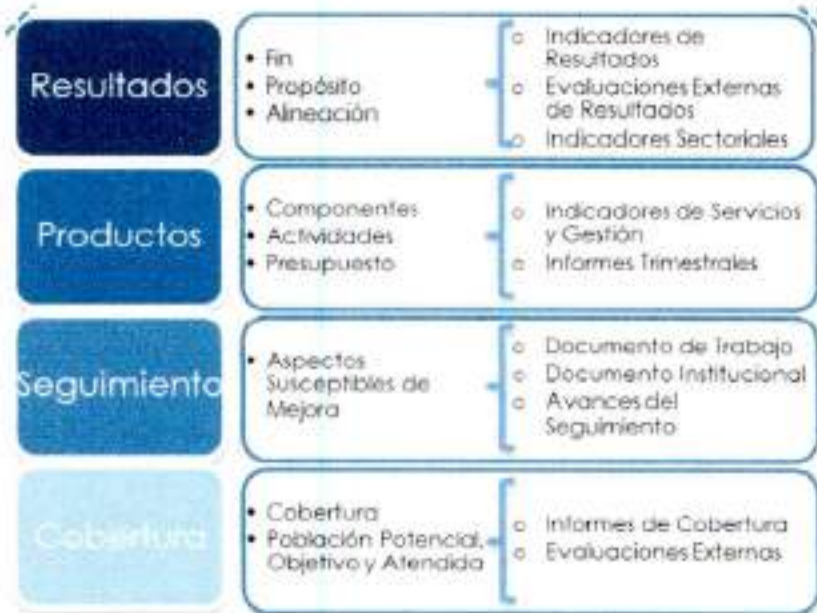 Resultados
• Fin
• Propósito
• Alineación
○ Indicadores de
Resultados
○ Evaluaciones Externas
de Resultados
○ Indicadores Sectoriales
Productos
• Componentes
• Actividades
• Presupuesto
○ Indicadores de Servicios
y Gestión
○ Informes Trimestrales
Seguimiento
• Aspectos
Susceptibles de
Mejora
○ Documento de Trabajo
○ Documento Institucional
○ Avances del
Seguimiento
Cobertura
• Cobertura
• Población Potencial,
Objetivo y Atendida
○ Informes de Cobertura
○ Evaluaciones Externas